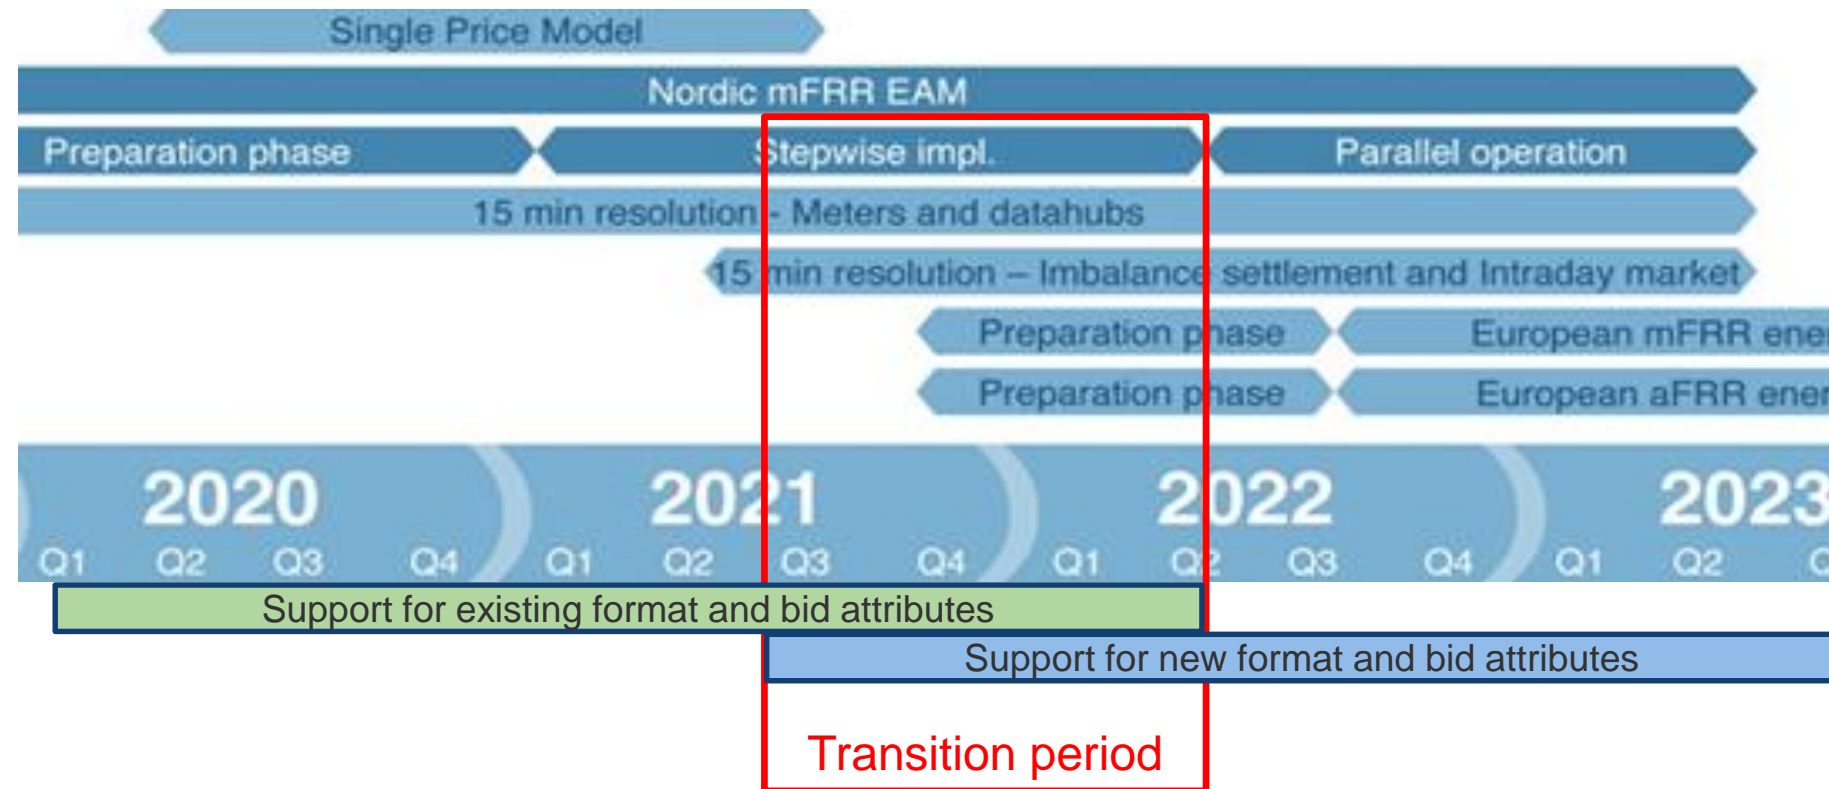 Single Price Model
Nordic mFRR EAM
Preparation phase Stepwise impl. Parallel operation
15 min resolution - Meters and datahubs
15 min resolution – Imbalance settlement and Intraday market
Preparation phase European mFRR ener
Preparation phase European aFRR ener
2020 2021 2022 2023
Q1 Q2 Q3 Q4 Q1 Q2 Q3 Q4 Q1 Q2 Q3 Q4 Q1 Q2
Support for existing format and bid attributes
Support for new format and bid attributes
Transition period